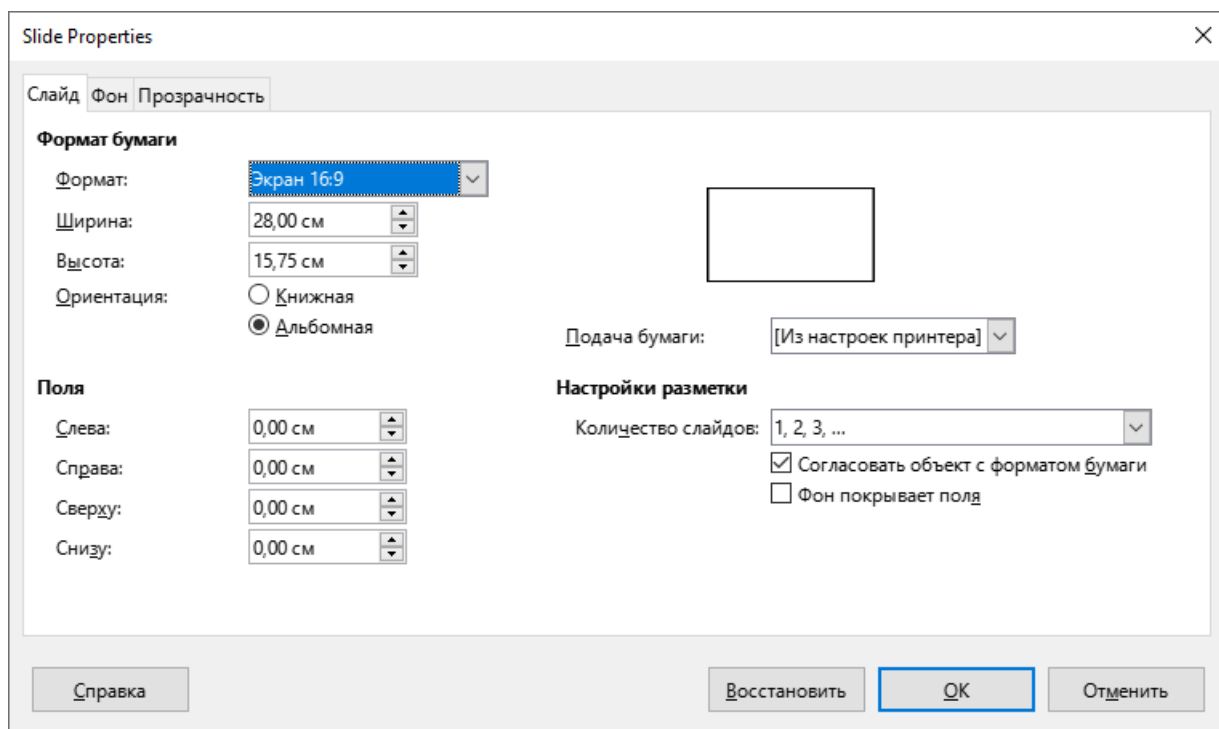 Slide Properties
Слайд Фон Прозрачность
Формат бумаги
Формат: Экран 16:9
Ширина: 28,00 см
Высота: 15,75 см
Ориентация: Книжная
Альбомная
Подача бумаги: [Из настроек принтера]
Поля
Слева: 0,00 см
Справа: 0,00 см
Сверху: 0,00 см
Снизу: 0,00 см
Настройки разметки
Количество слайдов: 1, 2, 3, ...
Согласовать объект с форматом бумаги
Фон покрывает поля
Справка Восстановить OK Отменить